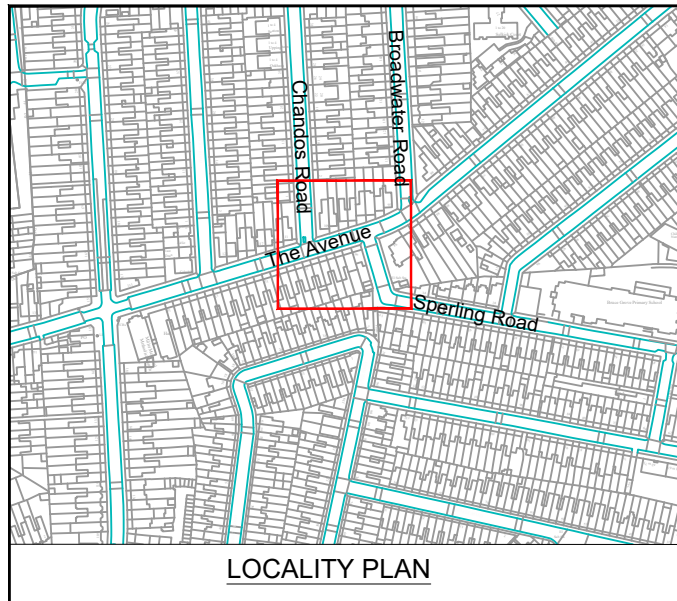 Chandos Road
Broadwater Road
The Avenue
Sperling Road
LOCALITY PLAN